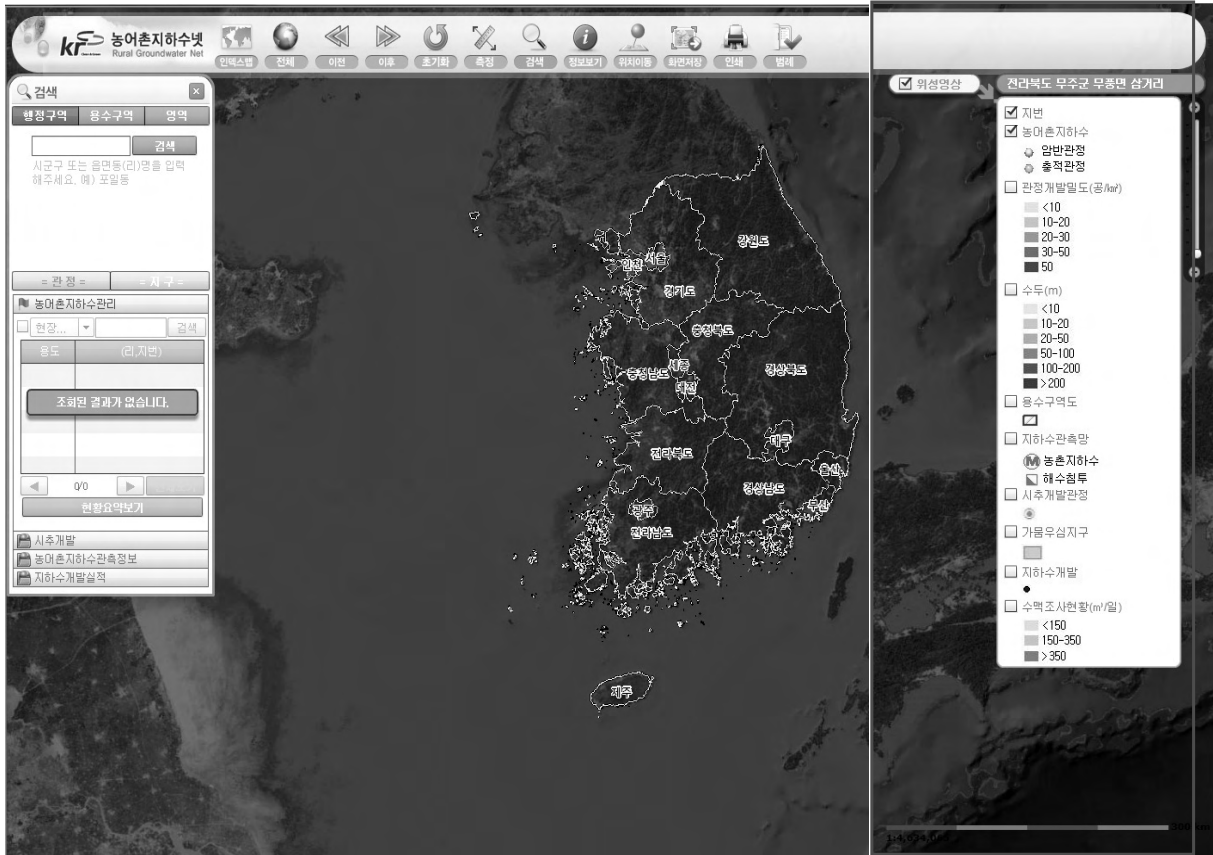 kr 농어촌지하수넷
Rural Groundwater Net
인덱스맵 전체 이전 이후 초기화 측정 검색 정보보기 위치이동 화면저장 인쇄 범례
검색
행정구역 용수구역 영역
검색
시군구 또는 읍면동(리)명을 입력
해주세요. 예) 포일동
= 관 정 = = 지 구 =
농어촌지하수관리
현장... 검색
용도 (리,지번)
조회된 결과가 없습니다.
0/0
현황요약보기
시추개발
농어촌지하수관측정보
지하수개발실적
강원도
인천 서울
경기도
충청북도
세종
충청남도
대전
경상북도
대구
전라북도
울산
경상남도
부산
광주
전라남도
제주
위성영상
전라북도 무주군 무풍면 삼거리
지번
농어촌지하수
암반관정
충적관정
관정개발밀도(공/㎢)
<10
10-20
20-30
30-50
50
수두(m)
<10
10-20
20-50
50-100
100-200
>200
용수구역도
지하수관측망
M 농촌지하수
해수침투
시추개발관정
가뭄우심지구
지하수개발
수맥조사현황(m³/일)
<150
150-350
>350
300 km